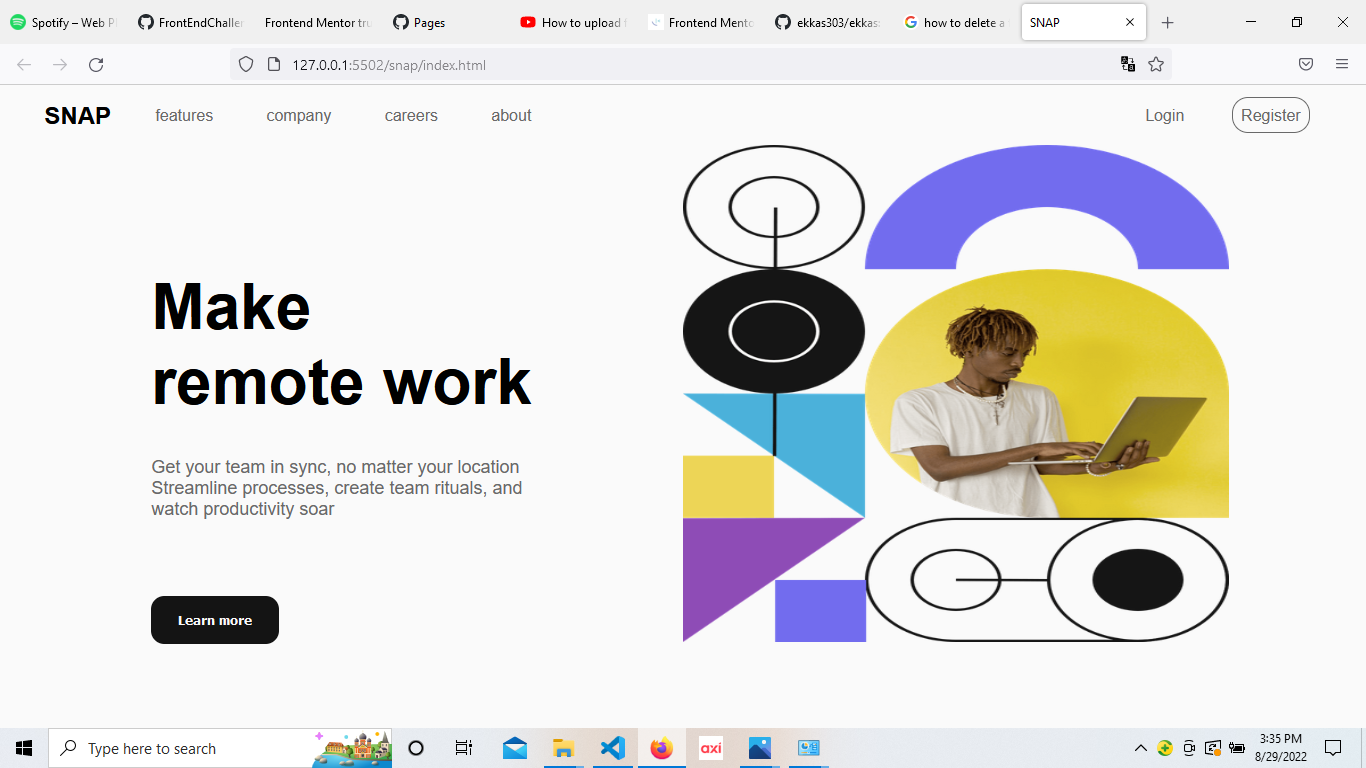 Spotify – Web P
FrontEndChalle
Frontend Mentor tru
Pages
How to upload
Frontend Mento
ekkas303/ekkas
how to delete a
SNAP
127.0.0.1:5502/snap/index.html
SNAP
features
company
careers
about
Login
Register
Make
remote work
Get your team in sync, no matter your location
Streamline processes, create team rituals, and
watch productivity soar
Learn more
Type here to search
axi
3:35 PM
8/29/2022